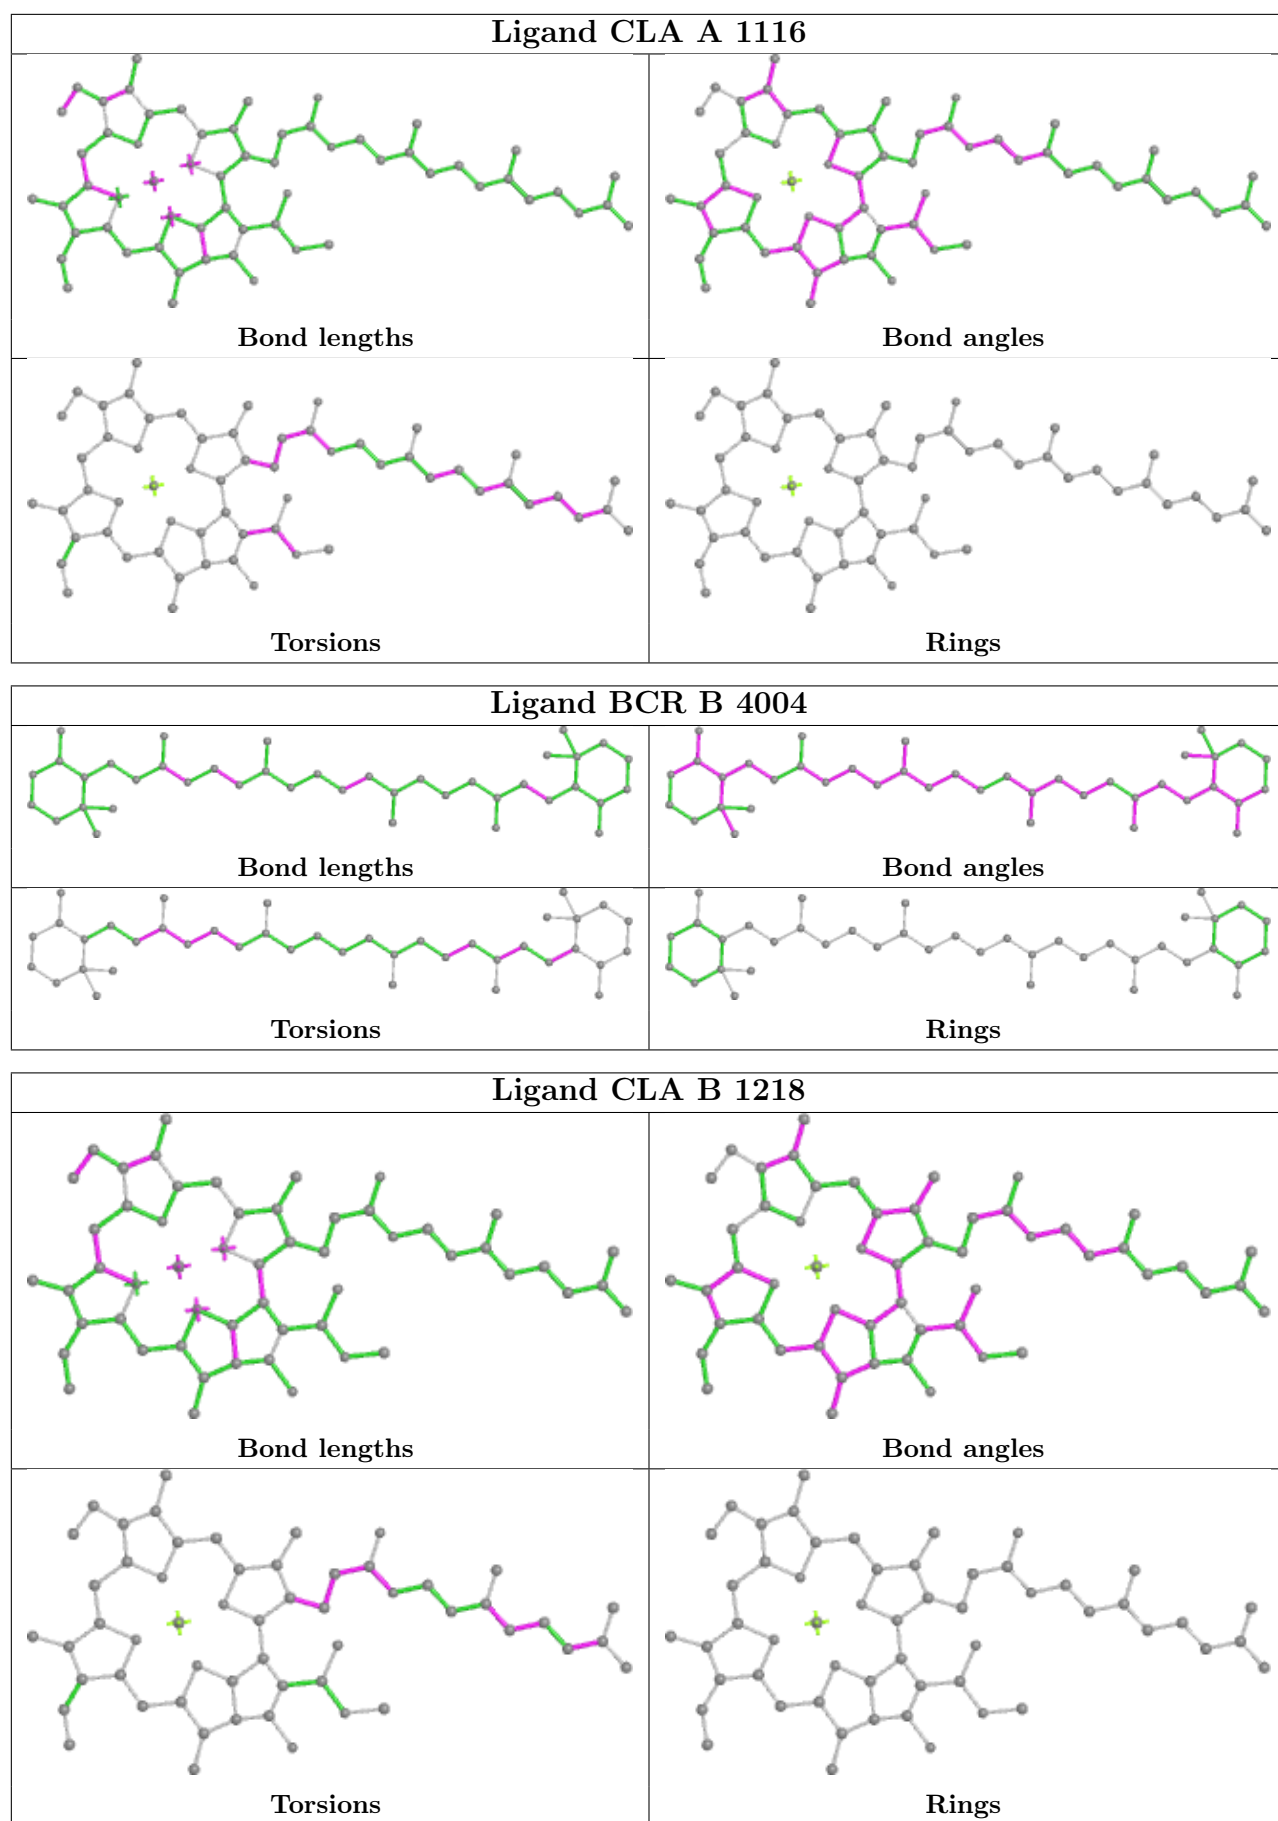 Ligand CLA A 1116
Bond lengths
Bond angles
Torsions
Rings
Ligand BCR B 4004
Bond lengths
Bond angles
Torsions
Rings
Ligand CLA B 1218
Bond lengths
Bond angles
Torsions
Rings